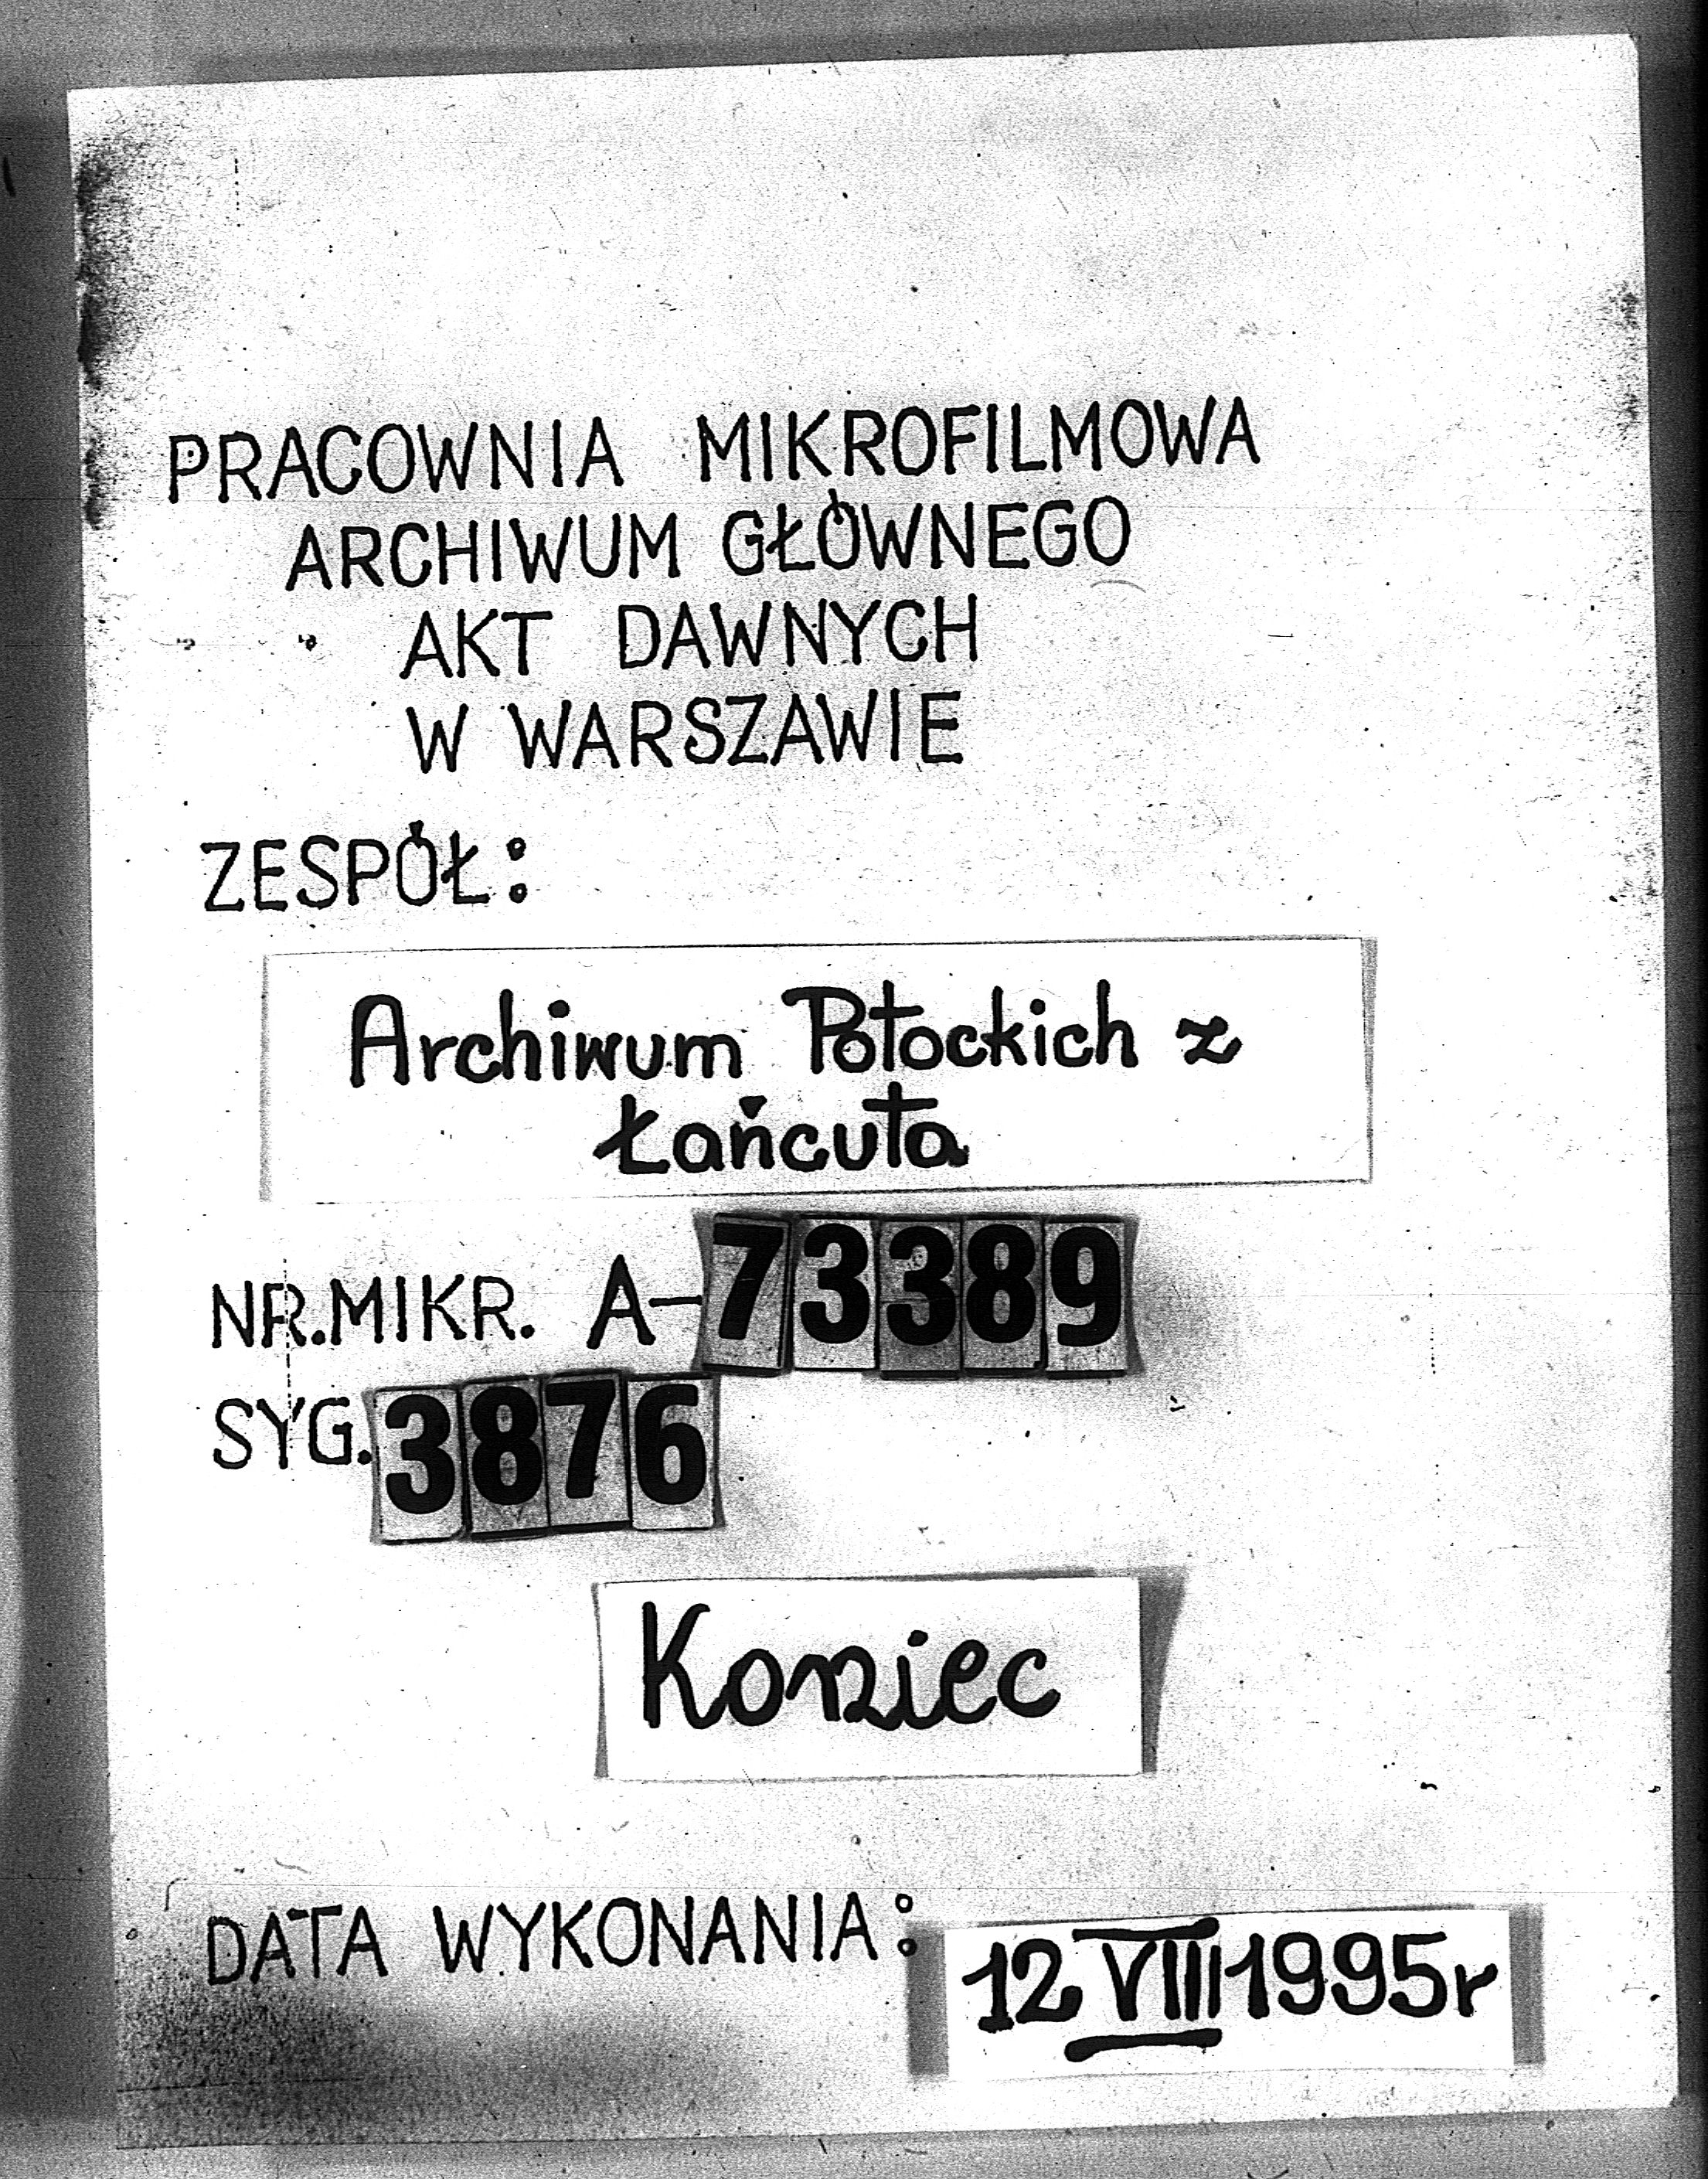 PRACOWNIA MIKROFILMOWA
ARCHIWUM GŁÓWNEGO
AKT DAWNYCH
W WARSZAWIE
ZESPÓŁ:
Archiwum Potockich z
Łańcuta
NR.MIKR. A-73389
SYG. 3876
Koniec
DATA WYKONANIA: 12 VIII 1995r